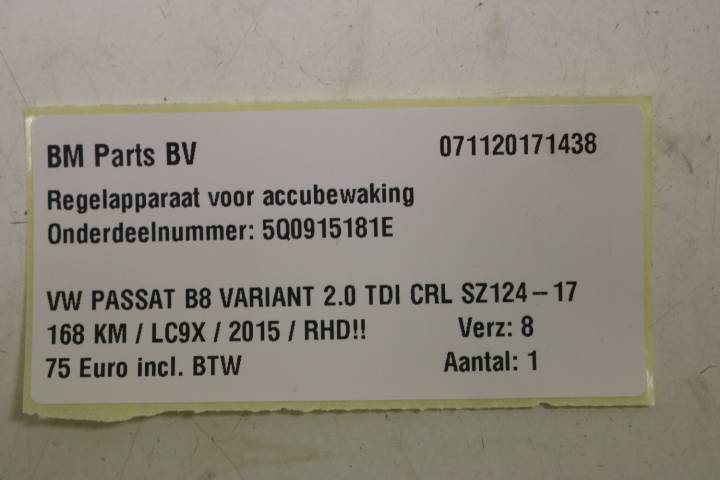 BM Parts BV 071120171438
Regelapparaat voor accubewaking
Onderdeelnummer: 5Q0915181E
VW PASSAT B8 VARIANT 2.0 TDI CRL SZ124-17
168 KM / LC9X / 2015 / RHD!! Verz: 8
75 Euro incl. BTW Aantal: 1